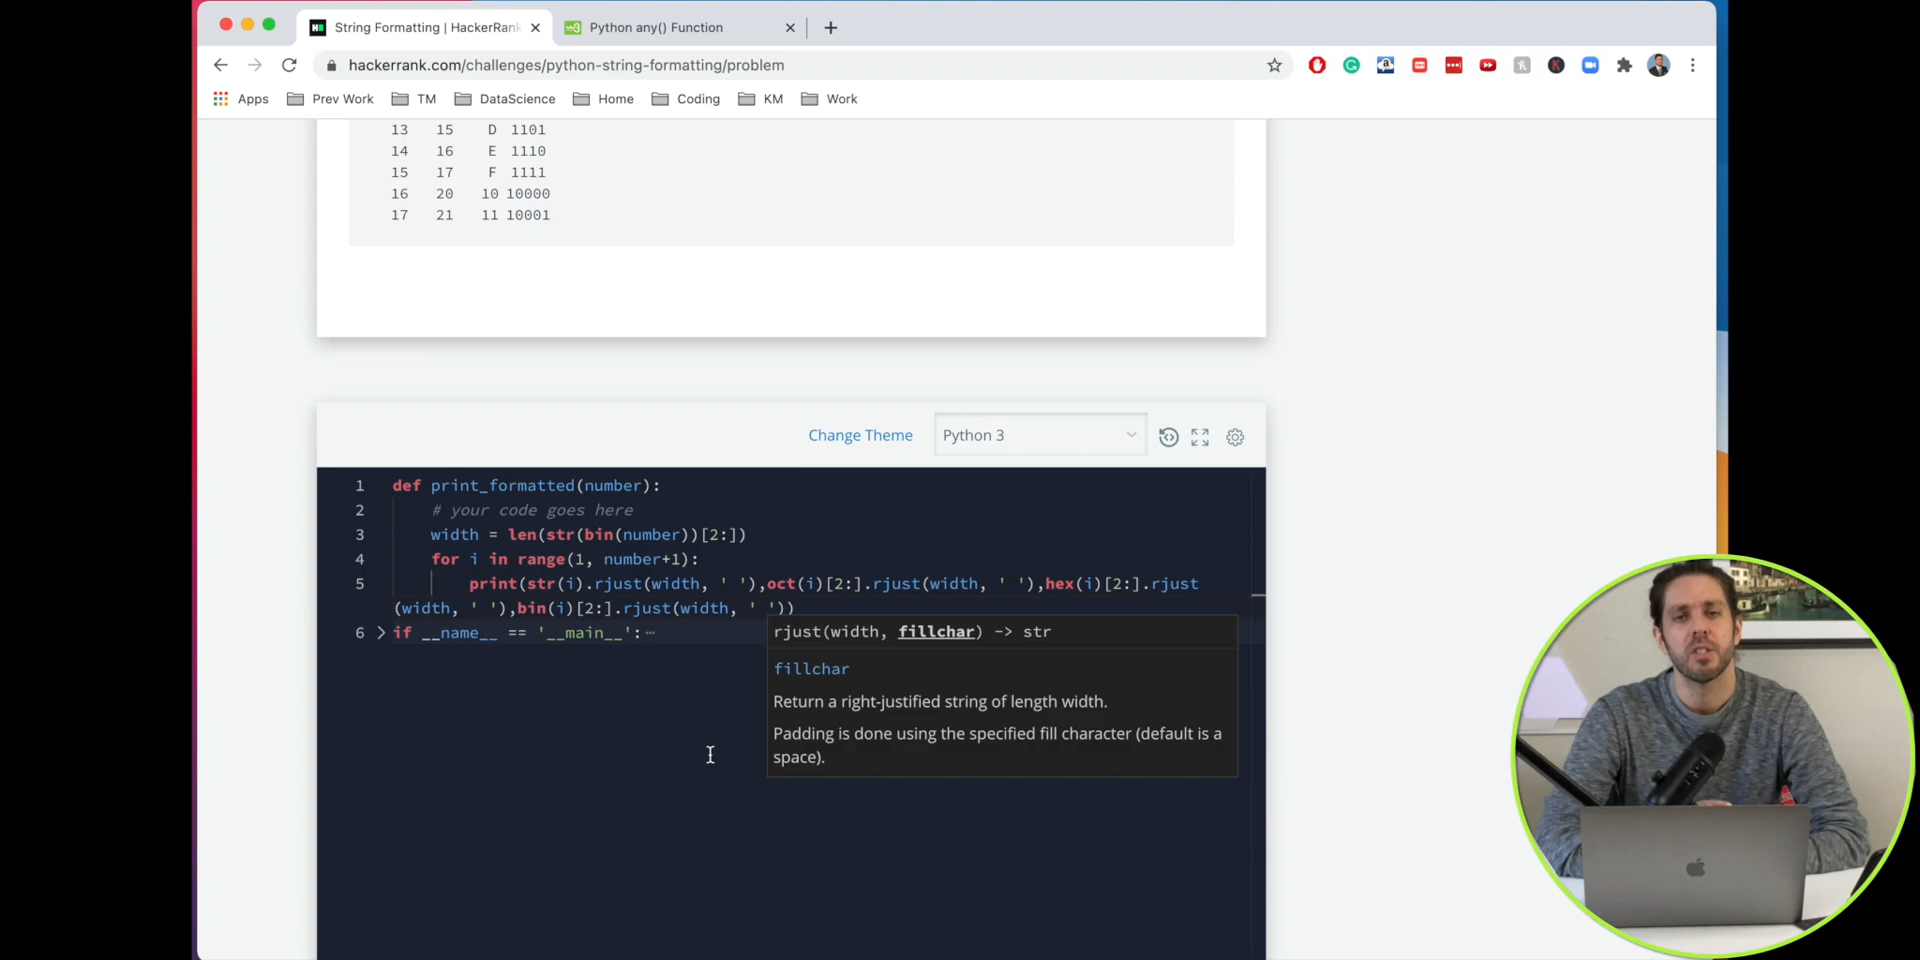 String Formatting | HackerRank
Python any() Function
hackerrank.com/challenges/python-string-formatting/problem
Apps Prev Work TM DataScience Home Coding KM Work
13 15 D 1101
14 16 E 1110
15 17 F 1111
16 20 10 10000
17 21 11 10001
Change Theme Python 3
1 def print_formatted(number):
2 # your code goes here
3 width = len(str(bin(number))[2:])
4 for i in range(1, number+1):
5 print(str(i).rjust(width, ' '),oct(i)[2:].rjust(width, ' '),hex(i)[2:].rjust
(width, ' '),bin(i)[2:].rjust(width, ' '))
6 if __name__ == '__main__':
rjust(width, fillchar) -> str
fillchar
Return a right-justified string of length width.
Padding is done using the specified fill character (default is a
space).